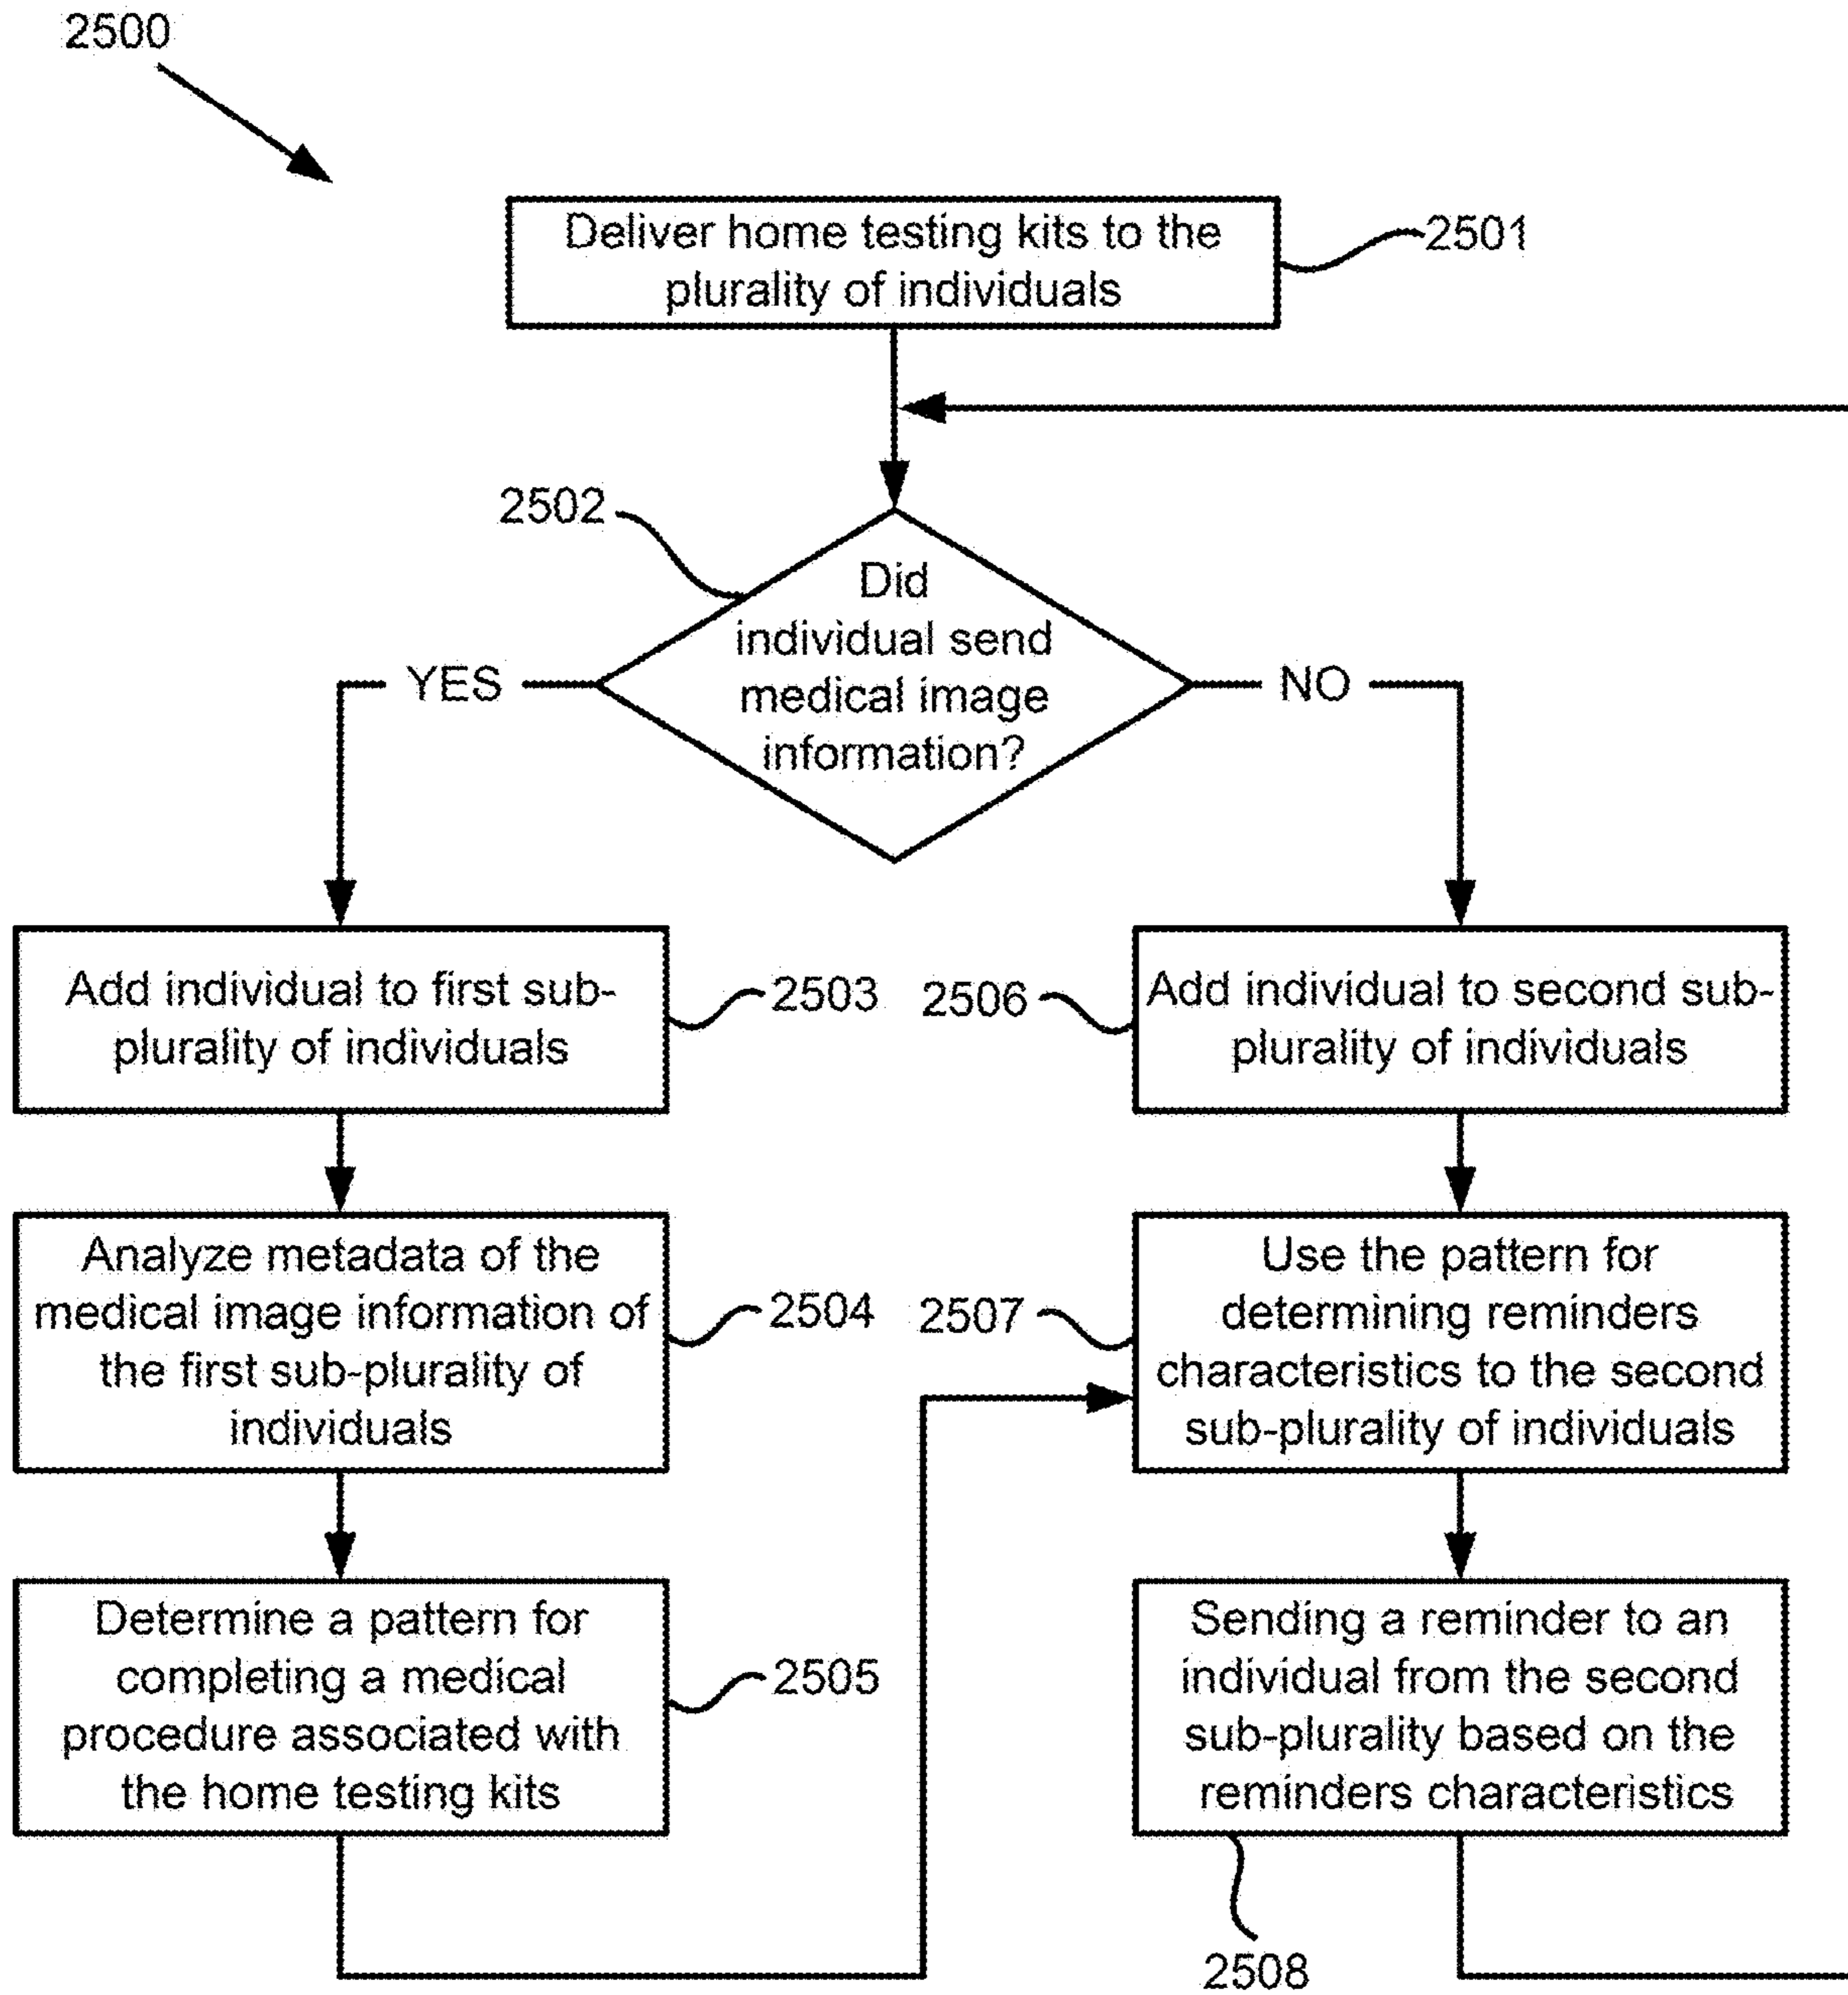 2500
Deliver home testing kits to the
plurality of individuals
2501
2502
Did
individual send
medical image
information?
YES
NO
Add individual to first sub-
plurality of individuals
2503
2506
Add individual to second sub-
plurality of individuals
Analyze metadata of the
medical image information of
the first sub-plurality of
individuals
2504
2507
Use the pattern for
determining reminders
characteristics to the second
sub-plurality of individuals
Determine a pattern for
completing a medical
procedure associated with
the home testing kits
2505
Sending a reminder to an
individual from the second
sub-plurality based on the
reminders characteristics
2508